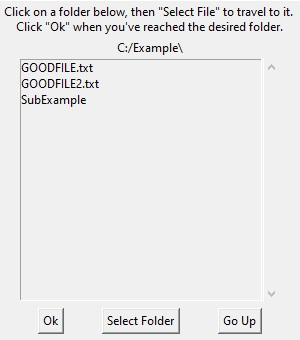 Click on a folder below, then "Select File" to travel to it.
Click "Ok" when you've reached the desired folder.
C:/Example\
GOODFILE.txt
GOODFILE2.txt
SubExample
Ok
Select Folder
Go Up